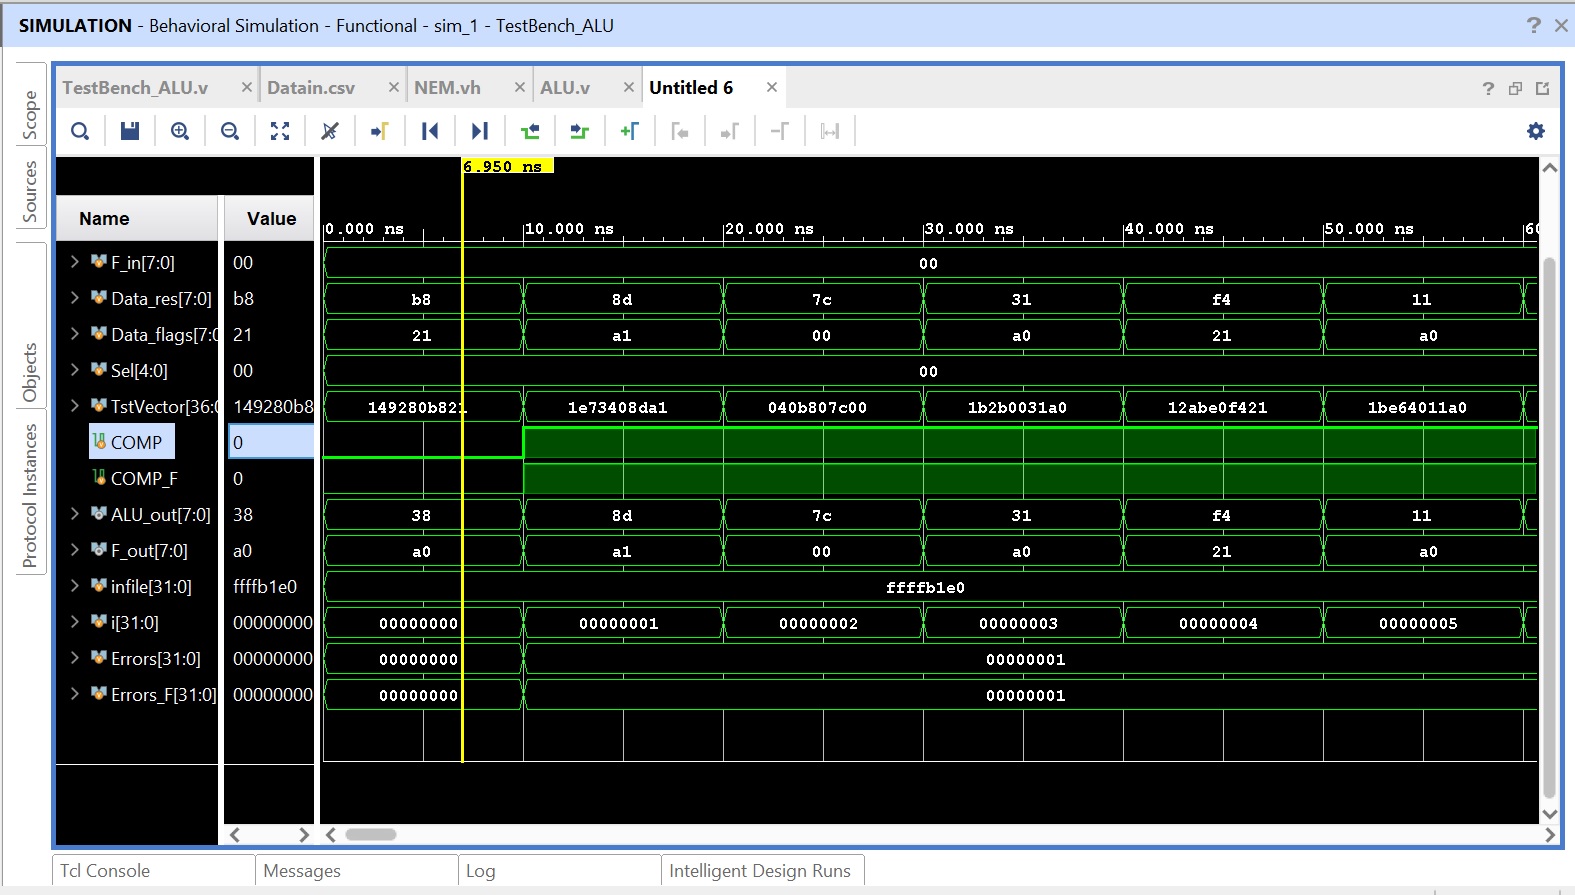 SIMULATION - Behavioral Simulation - Functional - sim_1 - TestBench_ALU ? ×
TestBench_ALU.v × Datain.csv × NEM.vh × ALU.v × Untitled 6 × ?
Scope
Sources
Objects
Protocol Instances
6.950 ns
Name Value
0.000 ns 10.000 ns 20.000 ns 30.000 ns 40.000 ns 50.000 ns 60
F_in[7:0] 00 00
Data_res[7:0] b8 b8 8d 7c 31 f4 11
Data_flags[7:0 21 21 a1 00 a0 21 a0
Sel[4:0] 00 00
TstVector[36:0 149280b8 149280b821 1e73408da1 040b807c00 1b2b0031a0 12abe0f421 1be64011a0
COMP 0
COMP_F 0
ALU_out[7:0] 38 38 8d 7c 31 f4 11
F_out[7:0] a0 a0 a1 00 a0 21 a0
infile[31:0] ffffb1e0 ffffb1e0
i[31:0] 00000000 00000000 00000001 00000002 00000003 00000004 00000005
Errors[31:0] 00000000 00000000 00000001
Errors_F[31:0] 00000000 00000000 00000001
Tcl Console Messages Log Intelligent Design Runs